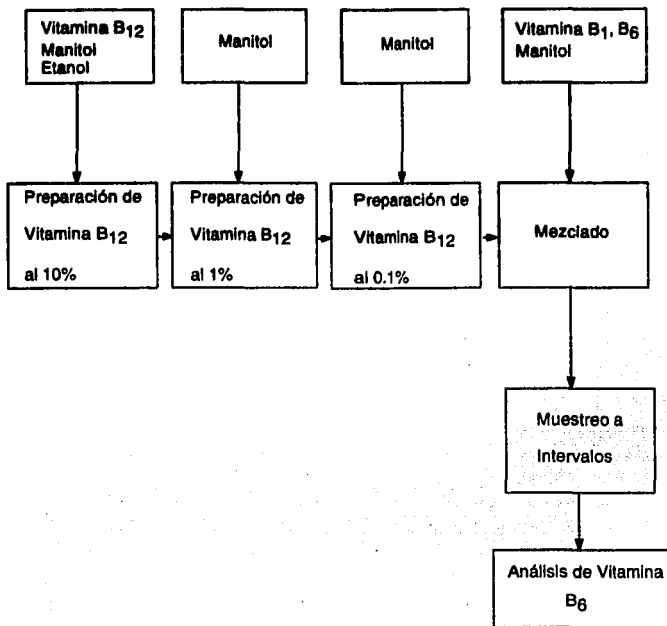 Vitamina B12
Manitol
Etanol
Manitol
Manitol
Vitamina B1, B6
Manitol
Preparación de
Vitamina B12
al 10%
Preparación de
Vitamina B12
al 1%
Preparación de
Vitamina B12
al 0.1%
Mezclado
Muestreo a
Intervalos
Análisis de Vitamina
B6